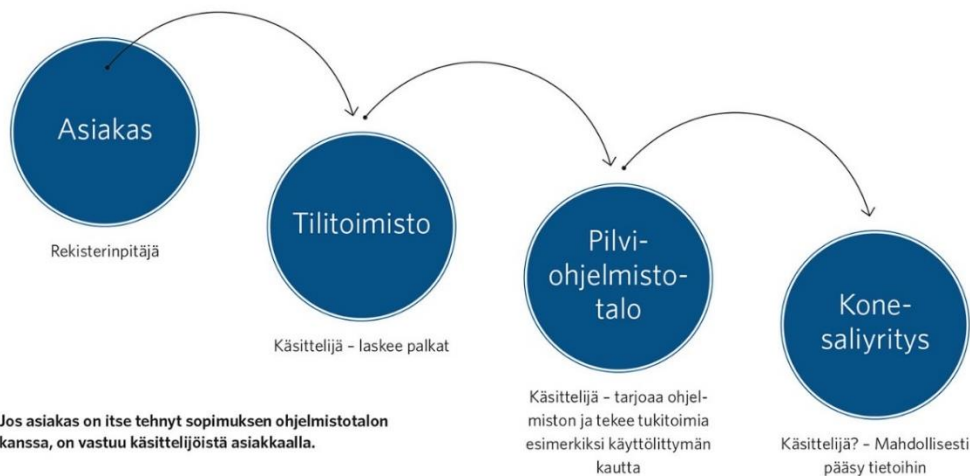 Asiakas
Rekisterinpitäjä
Tilitoimisto
Käsittelijä – laskee palkat
Pilvi-
ohjelmisto-
talo
Käsittelijä – tarjoaa ohjel-
miston ja tekee tukitoimia
esimerkiksi käyttölittymän
kautta
Kone-
saliyritys
Käsittelijä? – Mahdollisesti
pääsy tietoihin
Jos asiakas on itse tehnyt sopimuksen ohjelmistotalon
kanssa, on vastuu käsittelijöistä asiakkaalla.